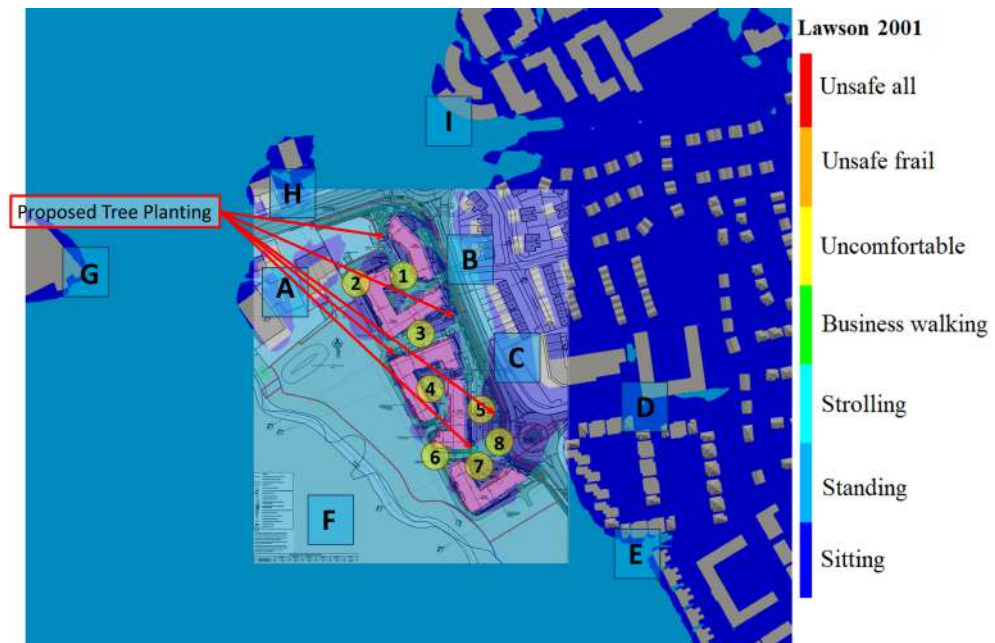 Lawson 2001
Unsafe all
Unsafe frail
Uncomfortable
Business walking
Strolling
Standing
Sitting
I
H
Proposed Tree Planting
B
G
A
2
1
3
C
4
5
D
8
6
7
F
E